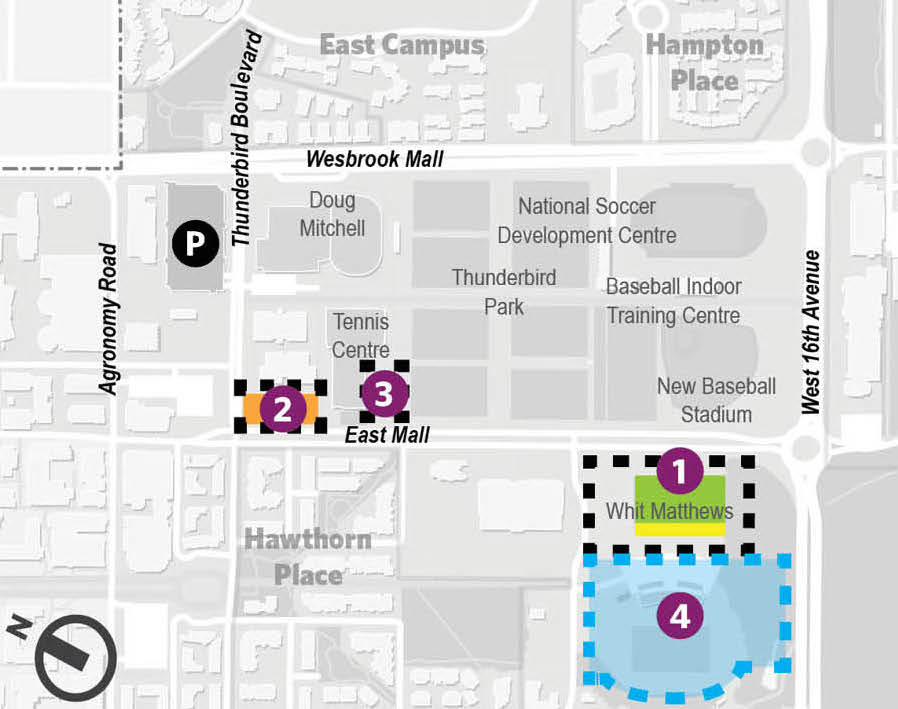 East Campus
Hampton
Place
Thunderbird Boulevard
Wesbrook Mall
Doug
Mitchell
National Soccer
Development Centre
P
Agronomy Road
Thunderbird
Park
Baseball Indoor
Training Centre
West 16th Avenue
Tennis
Centre
New Baseball
Stadium
2
3
East Mall
1
Whit Matthews
Hawthorn
Place
4
N